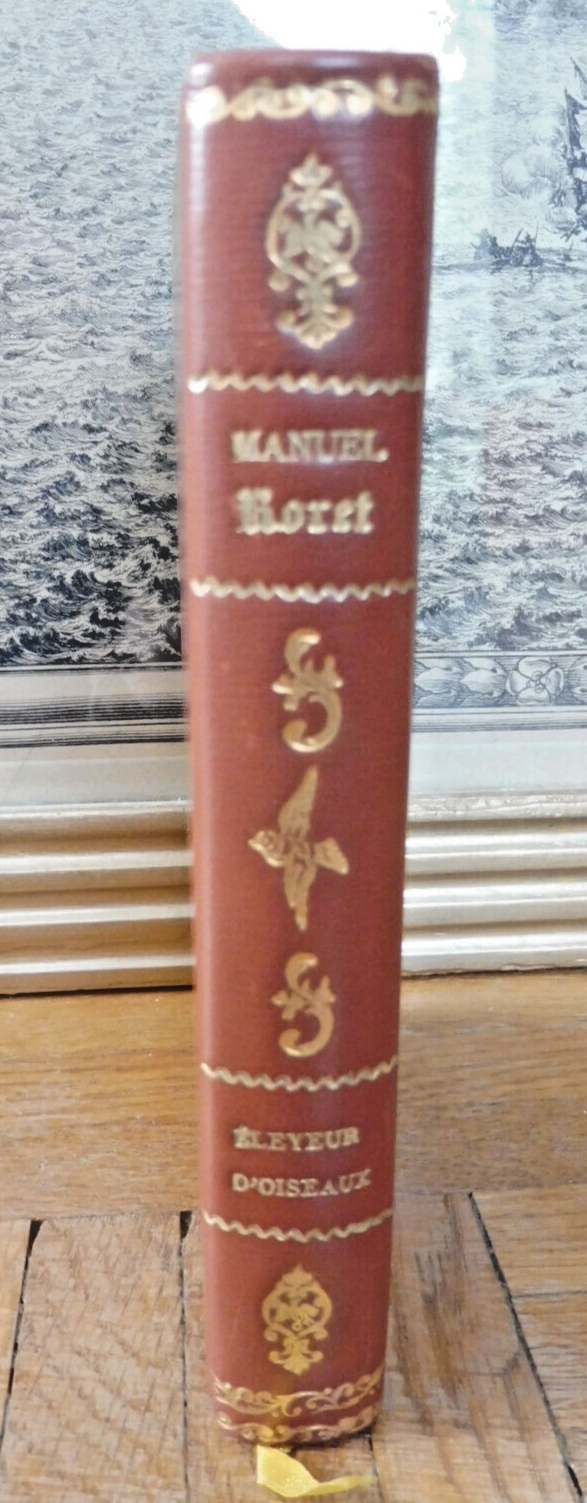 MANUEL
Roret
ÉLEVEUR
D'OISEAUX